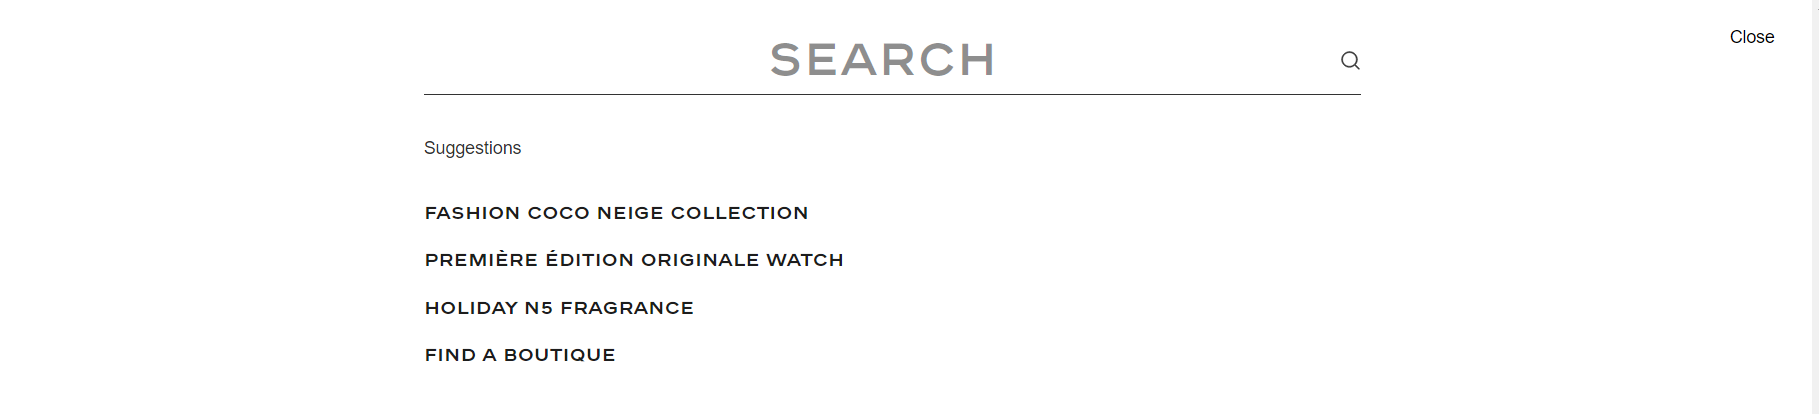 SEARCH
Close
Suggestions
FASHION COCO NEIGE COLLECTION
PREMIÈRE ÉDITION ORIGINALE WATCH
HOLIDAY N5 FRAGRANCE
FIND A BOUTIQUE